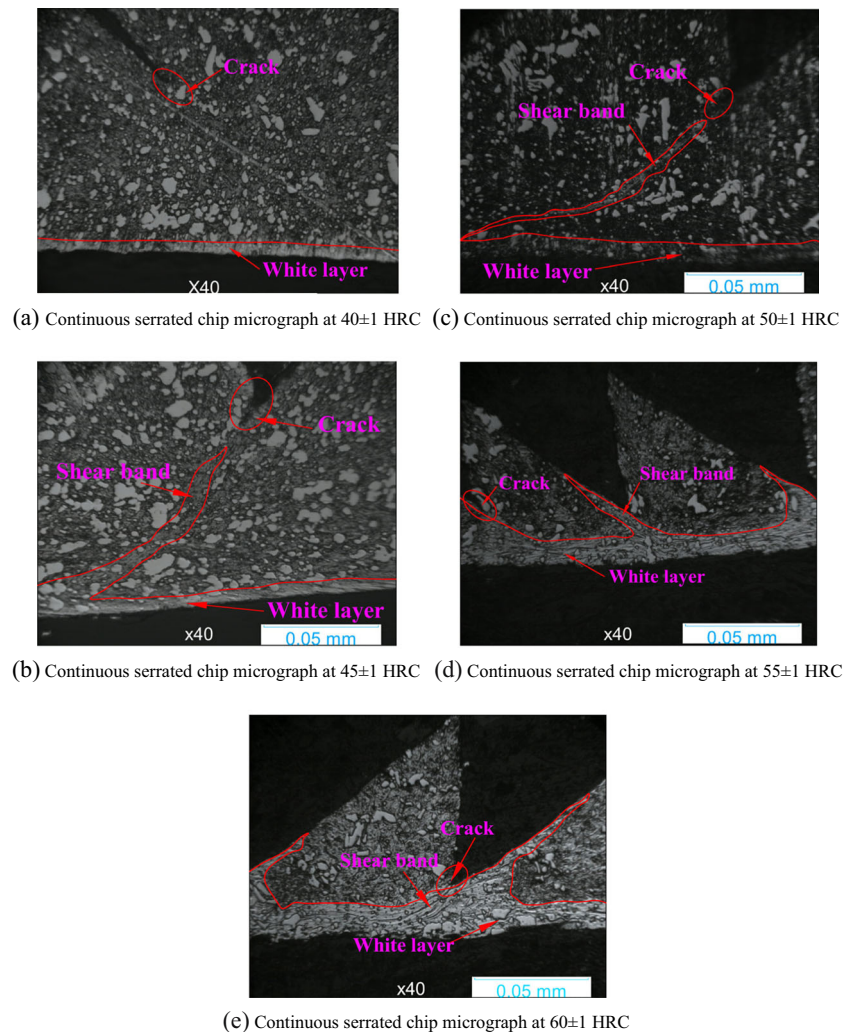 Crack
White layer
X40
(a) Continuous serrated chip micrograph at 40±1 HRC
Crack
Shear band
White layer
x40
0.05 mm
(c) Continuous serrated chip micrograph at 50±1 HRC
Crack
Shear band
White layer
x40
0.05 mm
(b) Continuous serrated chip micrograph at 45±1 HRC
Crack
Shear band
White layer
x40
0.05 mm
(d) Continuous serrated chip micrograph at 55±1 HRC
Crack
Shear band
White layer
x40
0.05 mm
(e) Continuous serrated chip micrograph at 60±1 HRC